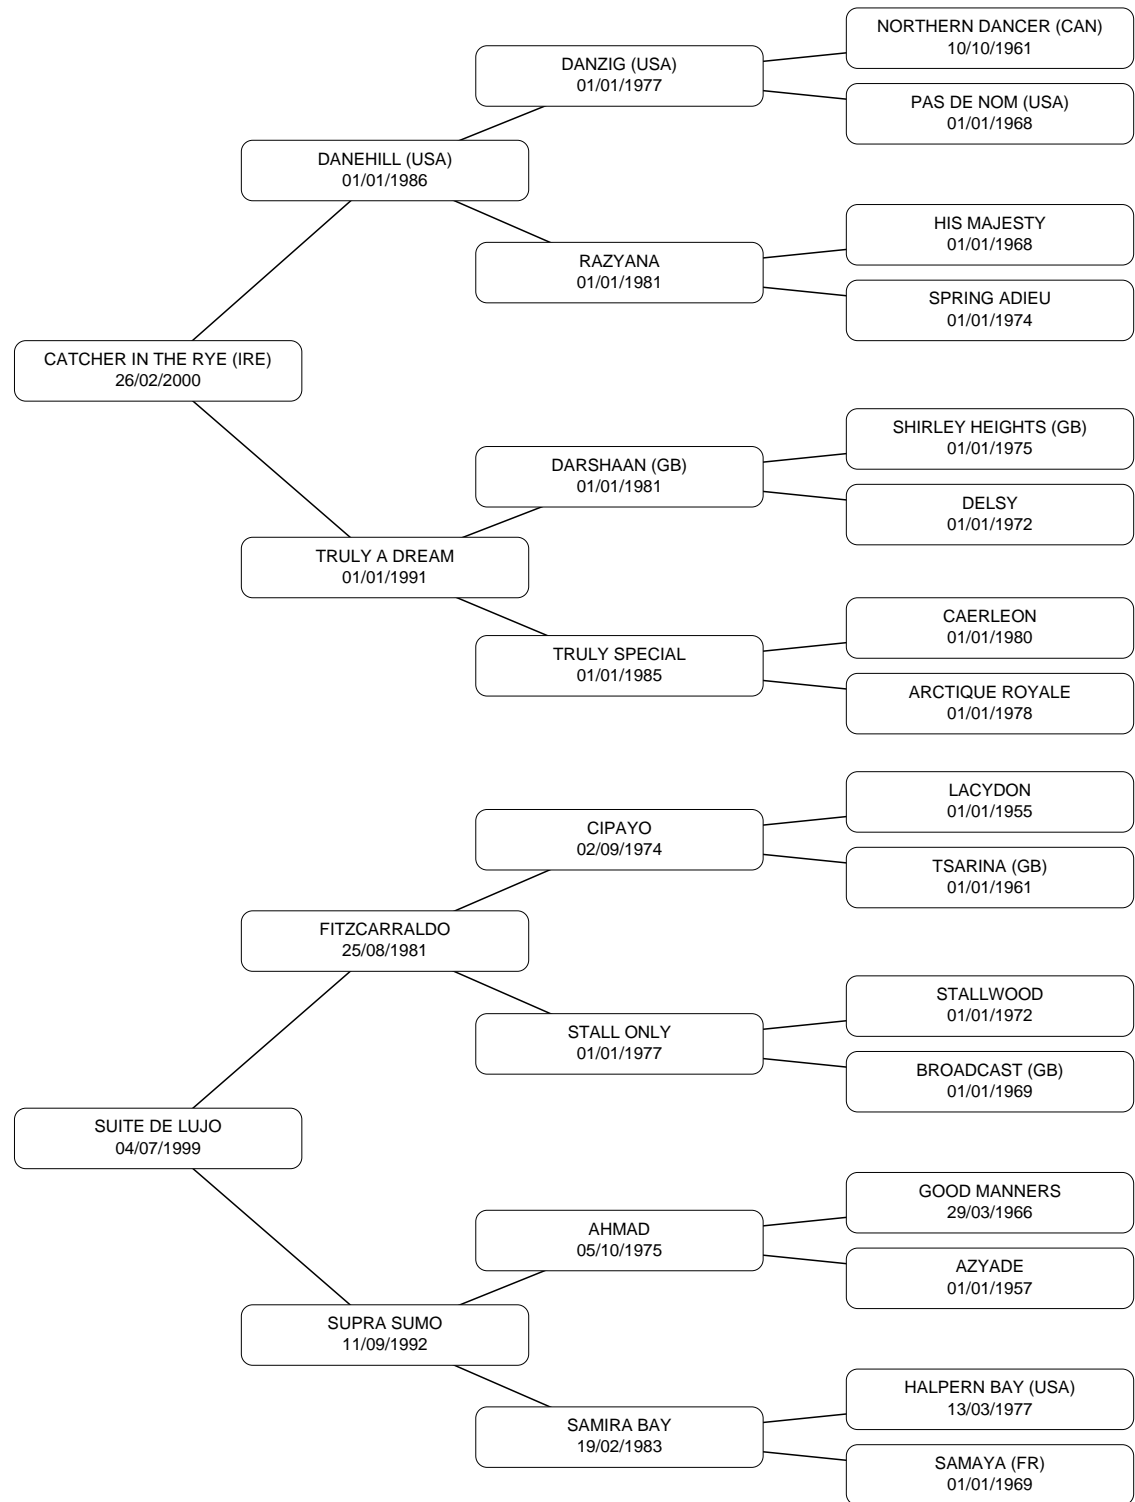 NORTHERN DANCER (CAN)
10/10/1961
DANZIG (USA)
01/01/1977
PAS DE NOM (USA)
01/01/1968
DANEHILL (USA)
01/01/1986
HIS MAJESTY
01/01/1968
RAZYANA
01/01/1981
SPRING ADIEU
01/01/1974
CATCHER IN THE RYE (IRE)
26/02/2000
SHIRLEY HEIGHTS (GB)
01/01/1975
DARSHAAN (GB)
01/01/1981
DELSY
01/01/1972
TRULY A DREAM
01/01/1991
CAERLEON
01/01/1980
TRULY SPECIAL
01/01/1985
ARCTIQUE ROYALE
01/01/1978
LACYDON
01/01/1955
CIPAYO
02/09/1974
TSARINA (GB)
01/01/1961
FITZCARRALDO
25/08/1981
STALLWOOD
01/01/1972
STALL ONLY
01/01/1977
BROADCAST (GB)
01/01/1969
SUITE DE LUJO
04/07/1999
GOOD MANNERS
29/03/1966
AHMAD
05/10/1975
AZYADE
01/01/1957
SUPRA SUMO
11/09/1992
HALPERN BAY (USA)
13/03/1977
SAMIRA BAY
19/02/1983
SAMAYA (FR)
01/01/1969